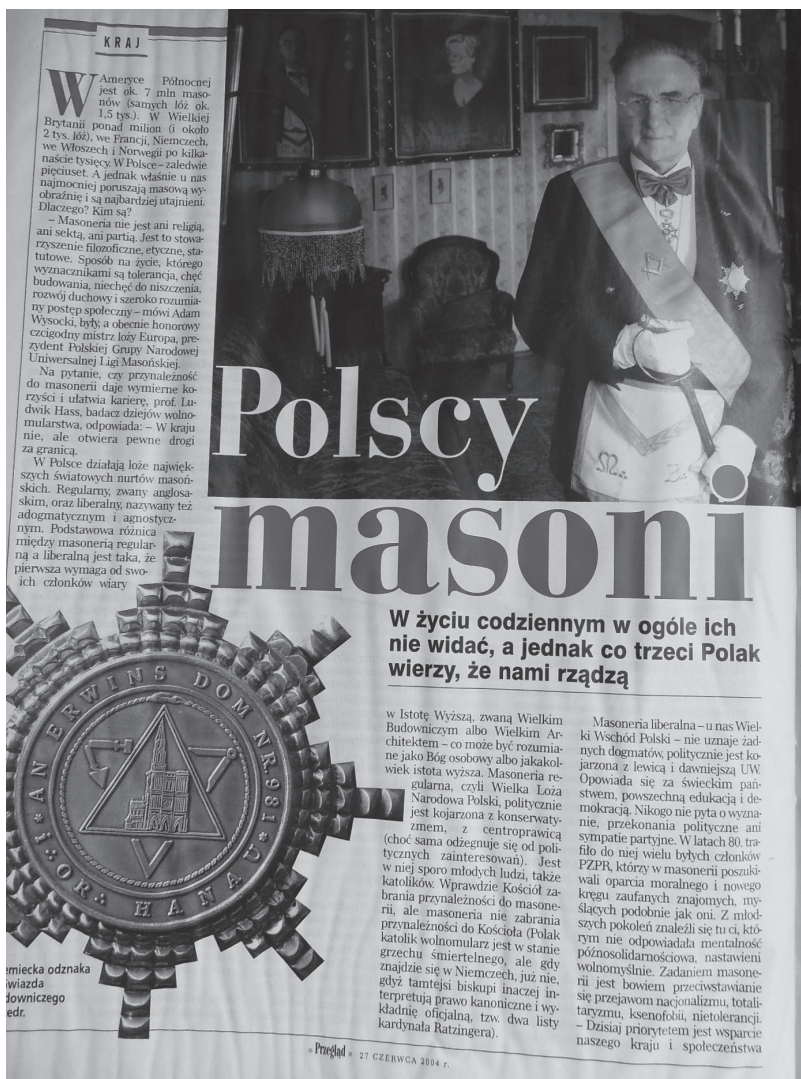 KRAJ
W Ameryce Północnej
jest ok. 7 mln maso-
nów (samych lóż ok.
1,5 tys.). W Wielkiej
Brytanii ponad milion (i około
2 tys. lóż), we Francji, Niemczech,
we Włoszech i Norwegii po kilka-
naście tysięcy. W Polsce – zaledwie
pięciuset. A jednak właśnie u nas
najmocniej poruszają masową wy-
obraźnię i są najbardziej utajnieni.
Dlaczego? Kim są?
– Masoneria nie jest ani religią,
ani sektą, ani partią. Jest to stowa-
rzyszenie filozoficzne, etyczne, sta-
tutowe. Sposób na życie, którego
wyznacznikami są tolerancja, chęć
budowania, niechęć do niszczenia,
rozwój duchowy i szeroko rozumia-
ny postęp społeczny – mówi Adam
Wysocki, były, a obecnie honorowy
czcigodny mistrz loży Europa, pre-
zydent Polskiej Grupy Narodowej
Uniwersalnej Ligi Masońskiej.
Na pytanie, czy przynależność
do masonerii daje wymierne ko-
rzyści i ułatwia karierę, prof. Lu-
dwik Hass, badacz dziejów wolno-
mularstwa, odpowiada: – W kraju
nie, ale otwiera pewne drogi
za granicą.
W Polsce działają loże najwięk-
szych światowych nurtów masoń-
skich. Regularny, zwany anglosa-
skim, oraz liberalny, nazywany też
adogmatycznym i agnostycz-
nym. Podstawowa różnica
między masonerią regular-
ną a liberalną jest taka, że
pierwsza wymaga od swo-
ich członków wiary
Polscy
masoni
W życiu codziennym w ogóle ich
nie widać, a jednak co trzeci Polak
wierzy, że nami rządzą
AN ERWINS DOM NR. 981
i. OR. HANAU
emiecka odznaka
wiazda
downiczego
edr.
w Istotę Wyższą, zwaną Wielkim
Budowniczym albo Wielkim Ar-
chitektem – co może być rozumia-
ne jako Bóg osobowy albo jakakol-
wiek istota wyższa. Masoneria re-
gularna, czyli Wielka Loża
Narodowa Polski, politycznie
jest kojarzona z konserwaty-
zmem, z centroprawicą
(choć sama odżegnuje się od poli-
tycznych zainteresowań). Jest
w niej sporo młodych ludzi, także
katolików. Wprawdzie Kościół za-
brania przynależności do masone-
rii, ale masoneria nie zabrania
przynależności do Kościoła (Polak
katolik wolnomularz jest w stanie
grzechu śmiertelnego, ale gdy
znajdzie się w Niemczech, już nie,
gdyż tamtejsi biskupi inaczej in-
terpretują prawo kanoniczne i wy-
kładnię oficjalną, tzw. dwa listy
kardynała Ratzingera).
Masoneria liberalna – u nas Wiel-
ki Wschód Polski – nie uznaje żad-
nych dogmatów, politycznie jest ko-
jarzona z lewicą i dawniejszą UW.
Opowiada się za świeckim pań-
stwem, powszechną edukacją i de-
mokracją. Nikogo nie pyta o wyzna-
nie, przekonania polityczne ani
sympatie partyjne. W latach 80. tra-
fiło do niej wielu byłych członków
PZPR, którzy w masonerii poszuki-
wali oparcia moralnego i nowego
kręgu zaufanych znajomych, my-
ślących podobnie jak oni. Z młod-
szych pokoleń znaleźli się tu ci, któ-
rym nie odpowiadała mentalność
późnosolidarnościowa, nastawieni
wolnomyślnie. Zadaniem masone-
rii jest bowiem przeciwstawianie
się przejawom nacjonalizmu, totali-
taryzmu, ksenofobii, nietolerancji.
– Dzisiaj priorytetem jest wsparcie
naszego kraju i społeczeństwa
Przegląd 27 CZERWCA 2004 r.